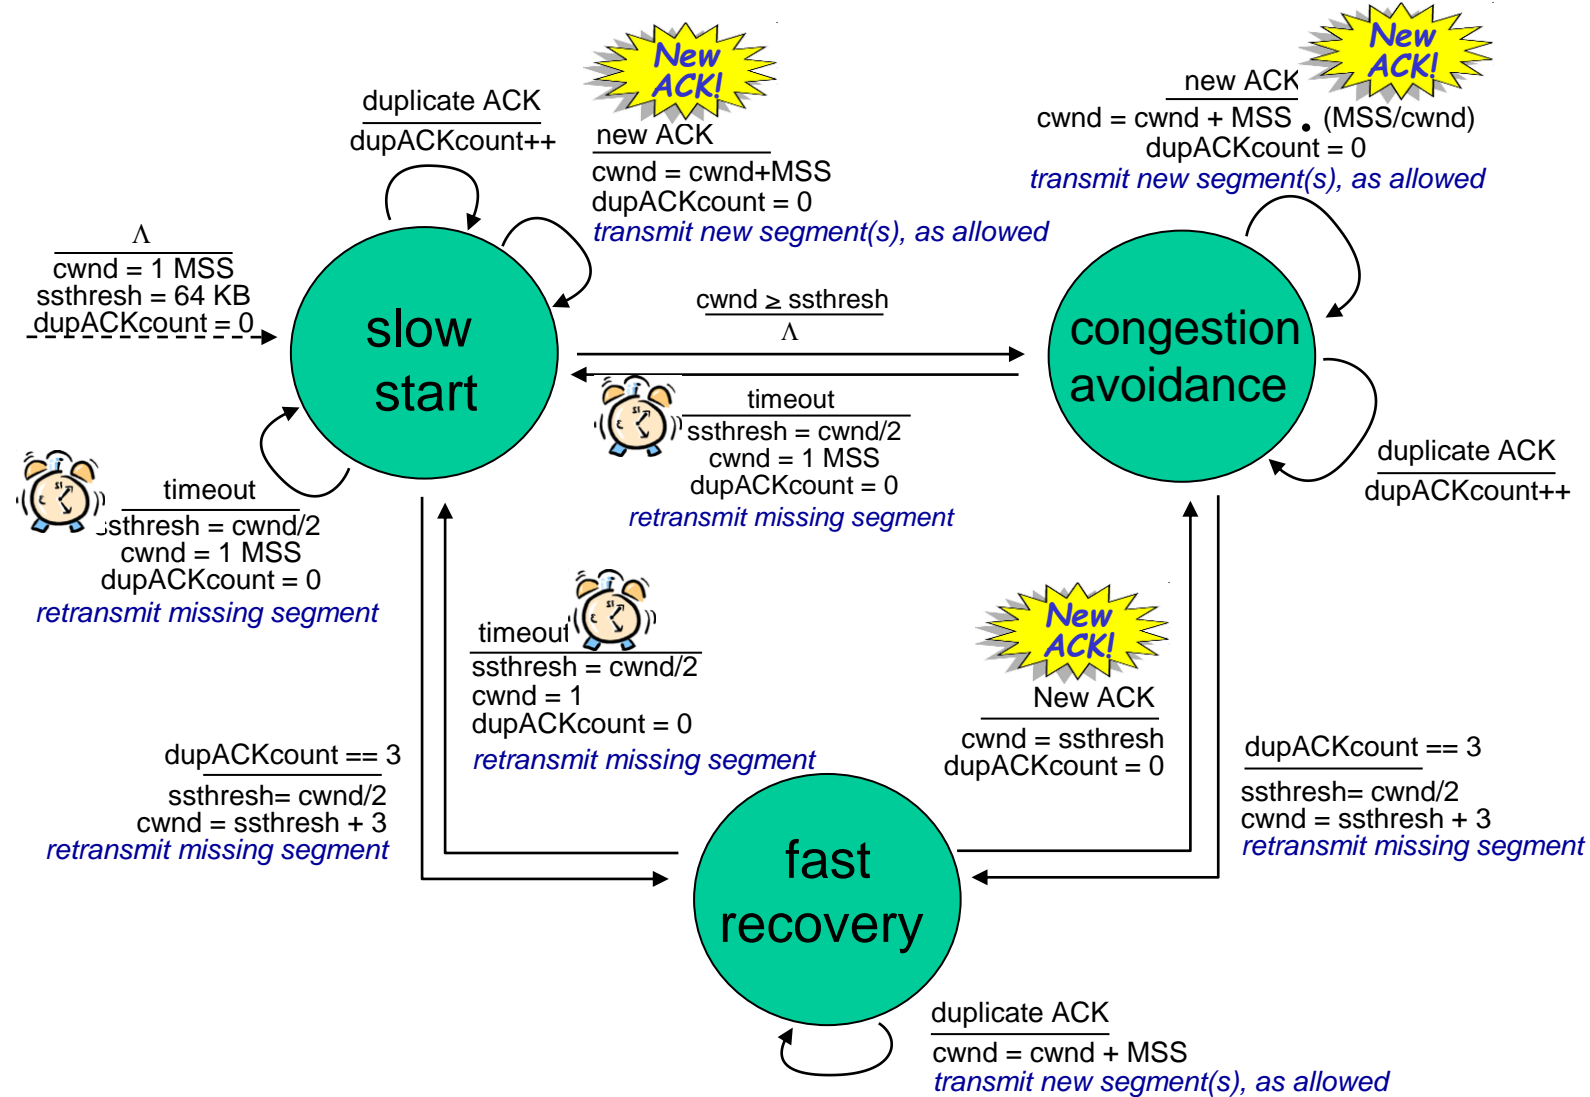 New
ACK!
duplicate ACK
dupACKcount++
new ACK
cwnd = cwnd+MSS
dupACKcount = 0
transmit new segment(s), as allowed
New
ACK!
new ACK
cwnd = cwnd + MSS • (MSS/cwnd)
dupACKcount = 0
transmit new segment(s), as allowed
Λ
cwnd = 1 MSS
ssthresh = 64 KB
dupACKcount = 0
slow
start
cwnd ≥ ssthresh
Λ
congestion
avoidance
timeout
ssthresh = cwnd/2
cwnd = 1 MSS
dupACKcount = 0
retransmit missing segment
duplicate ACK
dupACKcount++
timeout
ssthresh = cwnd/2
cwnd = 1 MSS
dupACKcount = 0
retransmit missing segment
timeout
ssthresh = cwnd/2
cwnd = 1
dupACKcount = 0
retransmit missing segment
New
ACK!
New ACK
cwnd = ssthresh
dupACKcount = 0
dupACKcount == 3
ssthresh= cwnd/2
cwnd = ssthresh + 3
retransmit missing segment
dupACKcount == 3
ssthresh= cwnd/2
cwnd = ssthresh + 3
retransmit missing segment
fast
recovery
duplicate ACK
cwnd = cwnd + MSS
transmit new segment(s), as allowed